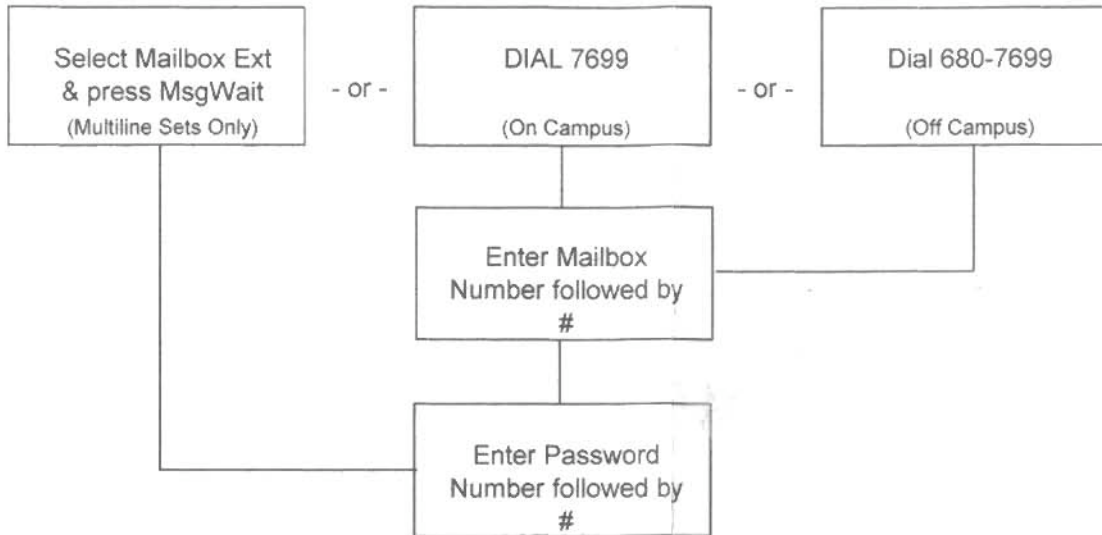 Select Mailbox Ext
& press MsgWait
(Multiline Sets Only)
- or -
DIAL 7699
(On Campus)
- or -
Dial 680-7699
(Off Campus)
Enter Mailbox
Number followed by
#
Enter Password
Number followed by
#